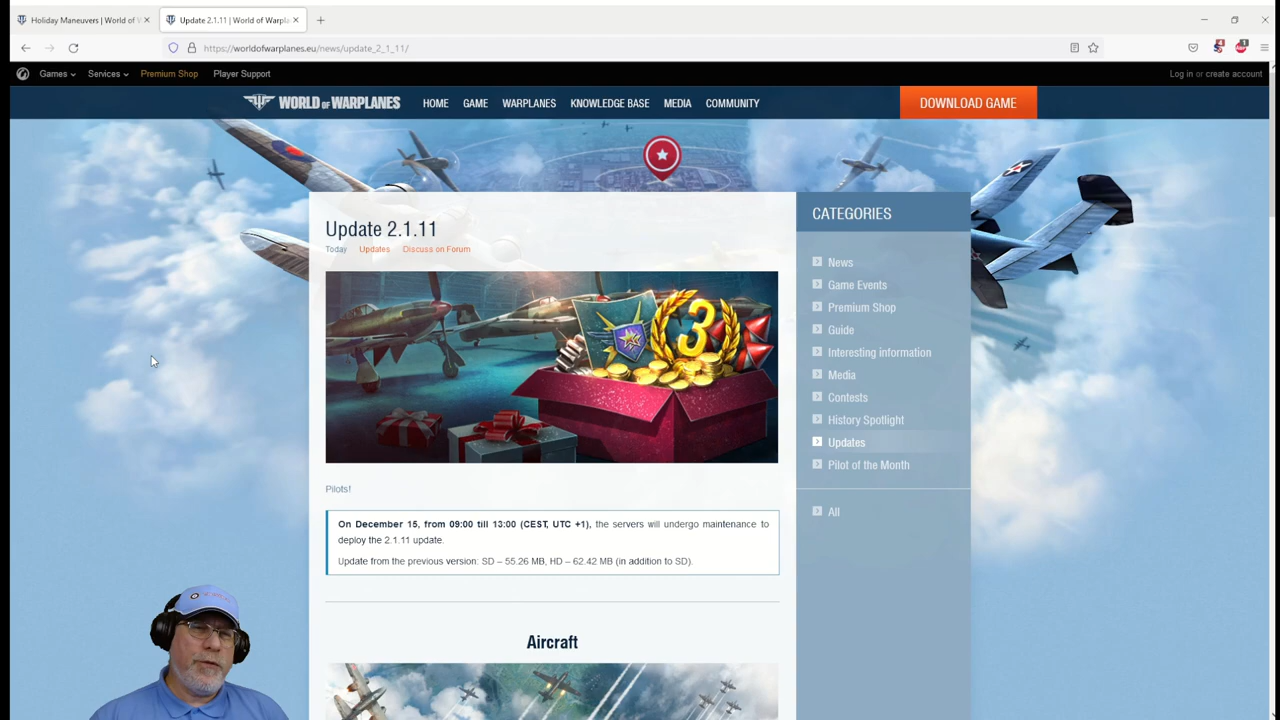 Holiday Maneuvers | World of W
Update 2.1.11 | World of Warpla
https://worldofwarplanes.eu/news/update_2_1_11/
Games Services Premium Shop Player Support Log in or create account
WORLD OF WARPLANES HOME GAME WARPLANES KNOWLEDGE BASE MEDIA COMMUNITY DOWNLOAD GAME
Update 2.1.11
Today Updates Discuss on Forum
3
Pilots!
On December 15, from 09:00 till 13:00 (CEST, UTC +1), the servers will undergo maintenance to
deploy the 2.1.11 update.
Update from the previous version: SD – 55.26 MB, HD – 62.42 MB (in addition to SD).
Aircraft
CATEGORIES
News
Game Events
Premium Shop
Guide
Interesting information
Media
Contests
History Spotlight
Updates
Pilot of the Month
All